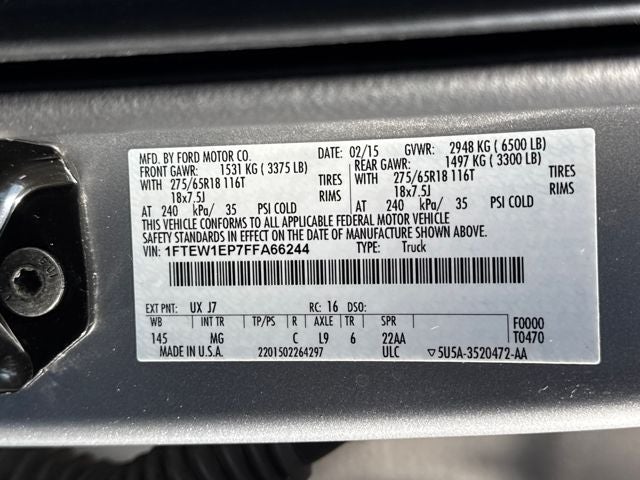 MFD. BY FORD MOTOR CO. DATE: 02/15 GVWR: 2948 KG ( 6500 LB)
FRONT GAWR: 1531 KG ( 3375 LB) REAR GAWR: 1497 KG ( 3300 LB)
WITH 275/65R18 116T TIRES WITH 275/65R18 116T TIRES
18x7.5J RIMS 18x7.5J RIMS
AT 240 kPa/ 35 PSI COLD AT 240 kPa/ 35 PSI COLD
THIS VEHICLE CONFORMS TO ALL APPLICABLE FEDERAL MOTOR VEHICLE
SAFETY STANDARDS IN EFFECT ON THE DATE OF MANUFACTURE SHOWN ABOVE.
VIN: 1FTEW1EP7FFA66244 TYPE: Truck
EXT PNT: UX J7 RC: 16 DSO:
WB INT TR TP/PS R AXLE TR SPR F0000
145 MG C L9 6 22AA T0470
MADE IN U.S.A. 2201502264297 ULC ▽5U5A-3520472-AA